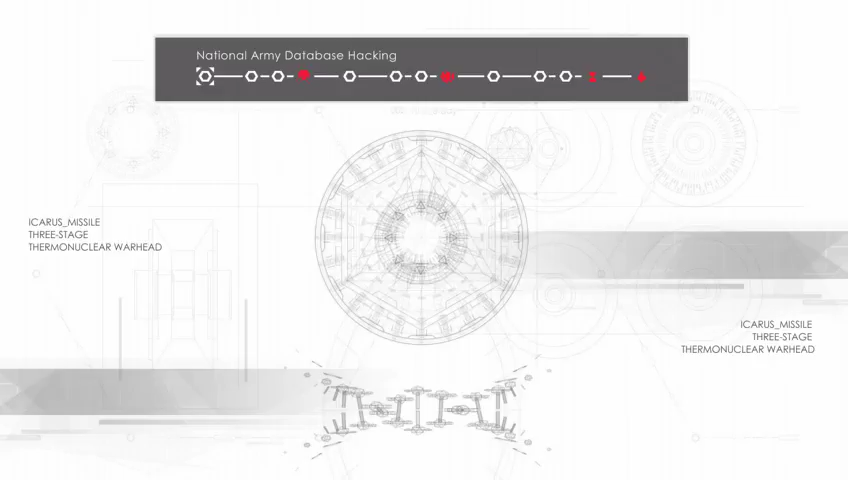 National Army Database Hacking
ICARUS_MISSILE
THREE-STAGE
THERMONUCLEAR WARHEAD
ICARUS_MISSILE
THREE-STAGE
THERMONUCLEAR WARHEAD